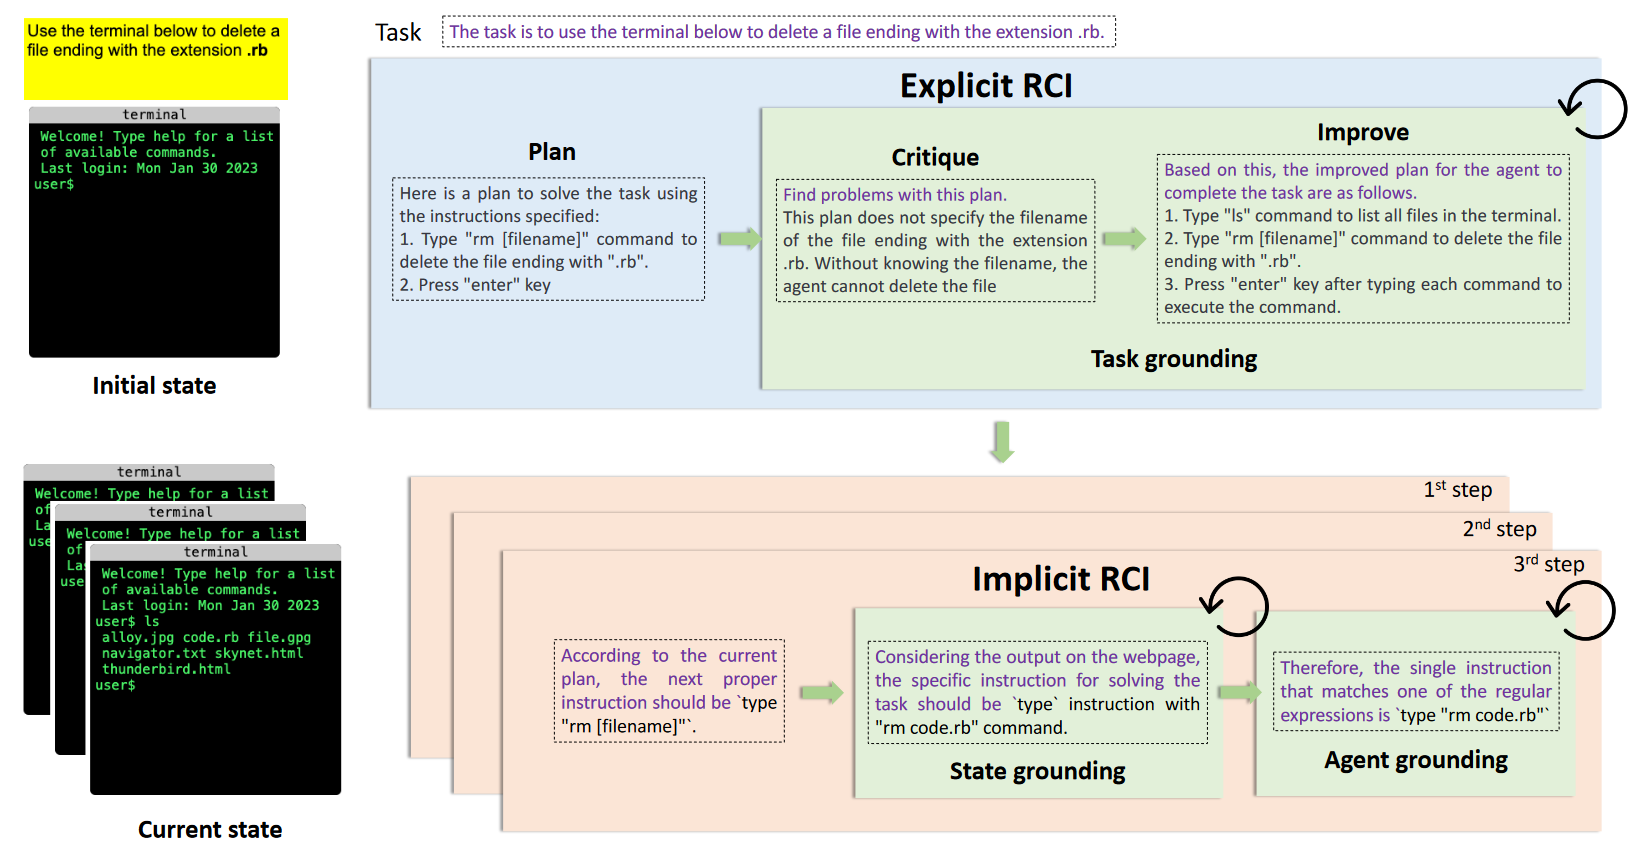 Use the terminal below to delete a
file ending with the extension .rb
terminal
Welcome! Type help for a list
of available commands.
Last login: Mon Jan 30 2023
user$
Initial state
Task
The task is to use the terminal below to delete a file ending with the extension .rb.
Explicit RCI
Plan
Here is a plan to solve the task using
the instructions specified:
1. Type "rm [filename]" command to
delete the file ending with ".rb".
2. Press "enter" key
Critique
Find problems with this plan.
This plan does not specify the filename
of the file ending with the extension
.rb. Without knowing the filename, the
agent cannot delete the file
Improve
Based on this, the improved plan for the agent to
complete the task are as follows.
1. Type "ls" command to list all files in the terminal.
2. Type "rm [filename]" command to delete the file
ending with ".rb".
3. Press "enter" key after typing each command to
execute the command.
Task grounding
terminal
Welcome! Type help for a list
of
La
use
terminal
Welcome! Type help for a list
of
La
use
terminal
Welcome! Type help for a list
of available commands.
Last login: Mon Jan 30 2023
user$ ls
alloy.jpg code.rb file.gpg
navigator.txt skynet.html
thunderbird.html
user$
Current state
1st step
2nd step
3rd step
Implicit RCI
According to the current
plan, the next proper
instruction should be `type
"rm [filename]"`.
Considering the output on the webpage,
the specific instruction for solving the
task should be `type` instruction with
"rm code.rb" command.
State grounding
Therefore, the single instruction
that matches one of the regular
expressions is `type "rm code.rb"`
Agent grounding